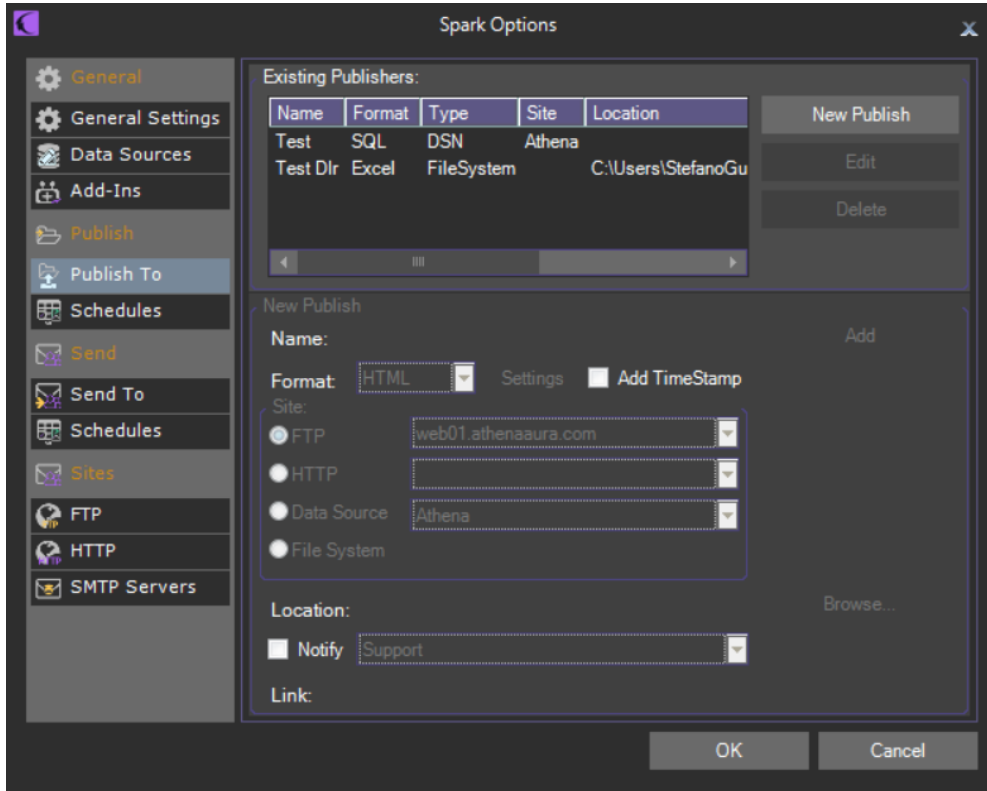 Spark Options
x
General
General Settings
Data Sources
Add-Ins
Publish
Publish To
Schedules
Send
Send To
Schedules
Sites
FTP
HTTP
SMTP Servers
Existing Publishers:
Name Format Type Site Location
Test SQL DSN Athena
Test Dlr Excel FileSystem C:\Users\StefanoGu
New Publish
Edit
Delete
New Publish
Name: Add
Format: HTML Settings Add TimeStamp
Site:
FTP web01.athenaaura.com
HTTP
Data Source Athena
File System
Location: Browse...
Notify Support
Link:
OK Cancel